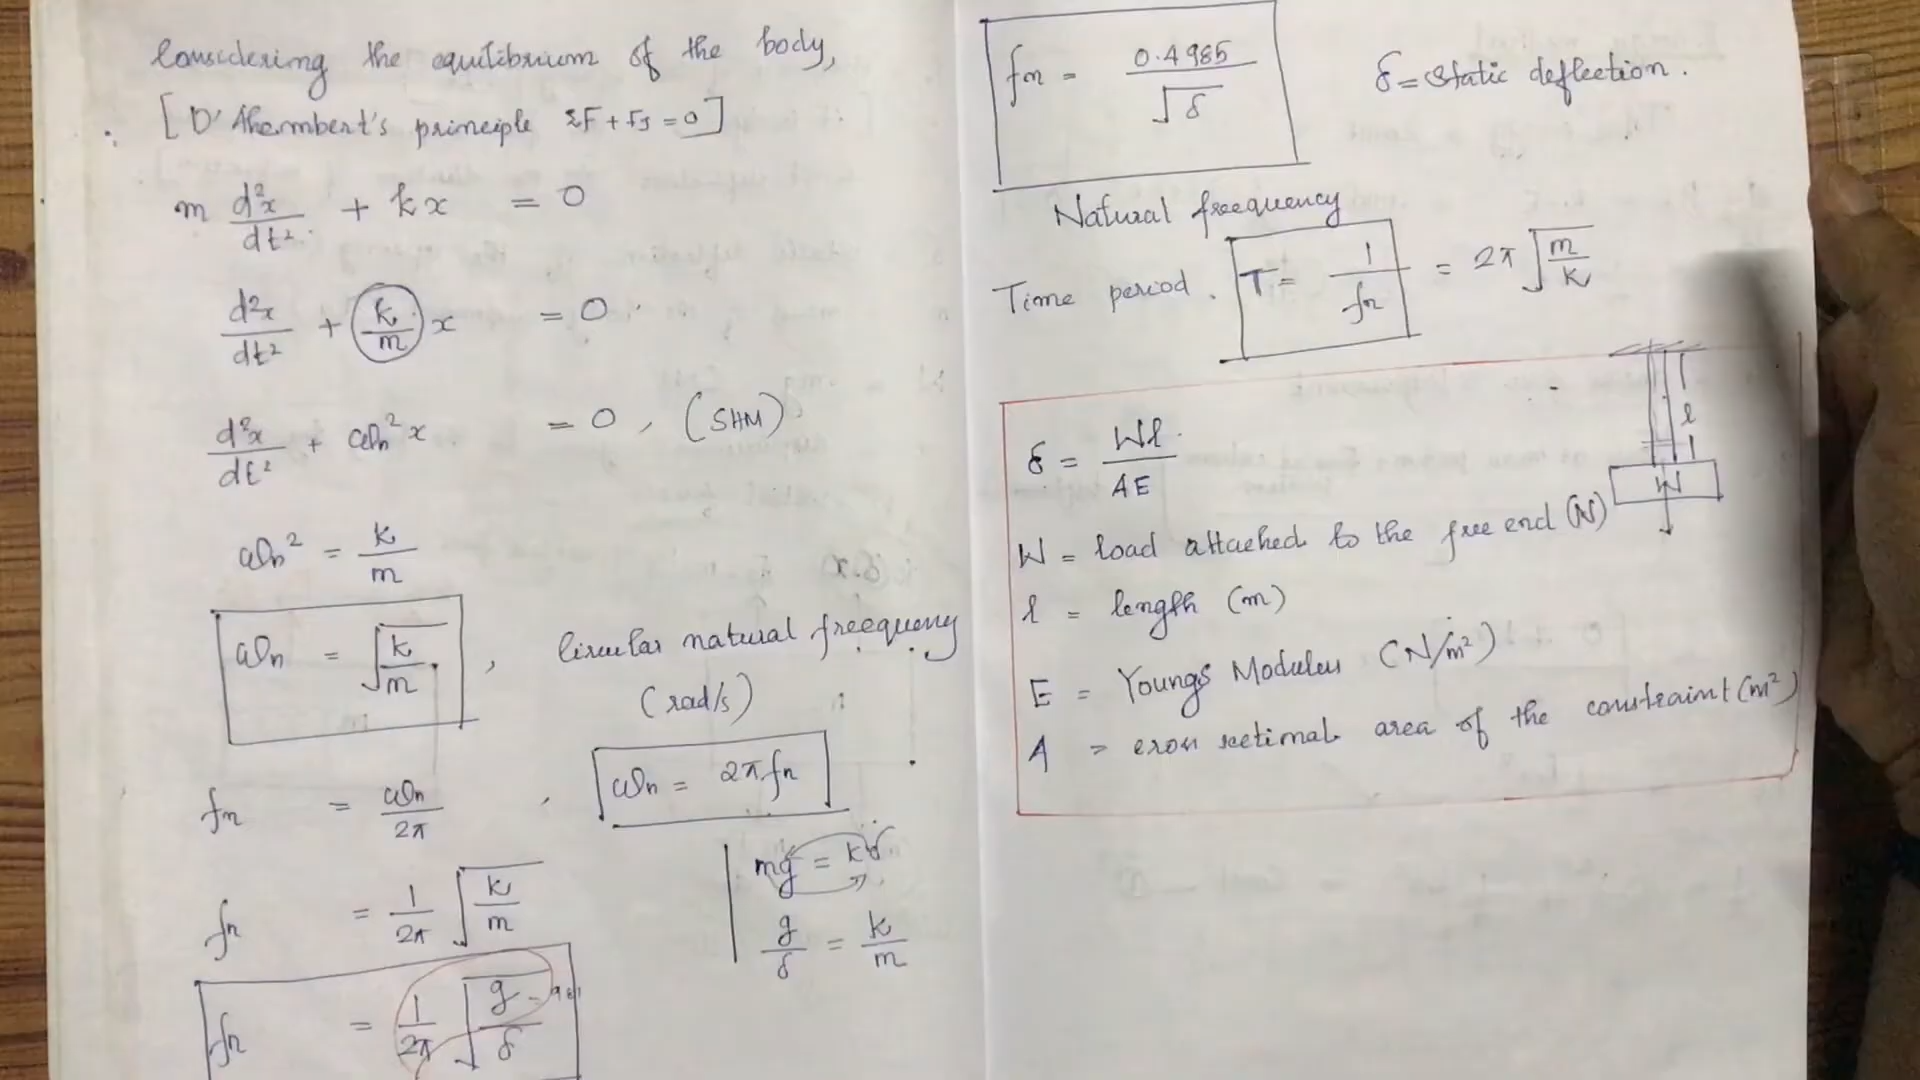 Considering the equilibrium of the body,
[D'Alembert's principle ΣF + FI = 0]
m d²x/dt² + kx = 0
d²x/dt² + (k/m) x = 0
d²x/dt² + ωn² x = 0, (SHM)
ωn² = k/m
ωn = √(k/m), Circular natural freequency
(rad/s)
fn = ωn/2π, ωn = 2πfn
fn = 1/2π √(k/m)
mg = kδ
g/δ = k/m
fn = 1/2π √(g/δ)
fn = 0.4985/√δ δ = Static deflection.
Natural freequency
Time period. T = 1/fn = 2π √(m/k)
δ = Wl/AE
l
W
W = load attached to the free end (N)
l = length (m)
E = Youngs Modulus (N/m²)
A = cross sectional area of the constraint (m²)